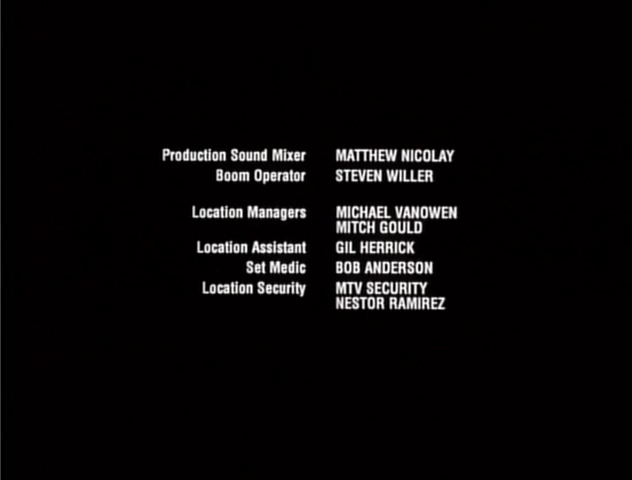 Production Sound Mixer MATTHEW NICOLAY
Boom Operator STEVEN WILLER
Location Managers MICHAEL VANOWEN
MITCH GOULD
Location Assistant GIL HERRICK
Set Medic BOB ANDERSON
Location Security MTV SECURITY
NESTOR RAMIREZ